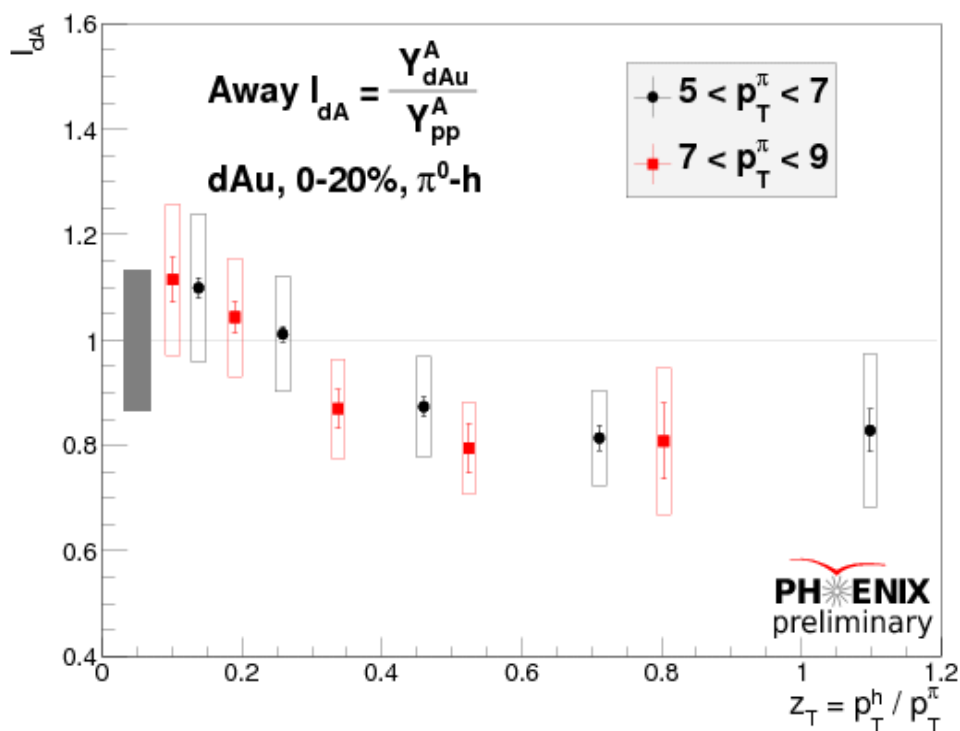 I_dA
1.6
1.4
1.2
1
0.8
0.6
0.4
Away I_dA = Y^A_dAu / Y^A_pp
dAu, 0-20%, π⁰-h
5 < p_T^π < 7
7 < p_T^π < 9
PHENIX
preliminary
0 0.2 0.4 0.6 0.8 1 1.2
z_T = p_T^h / p_T^π